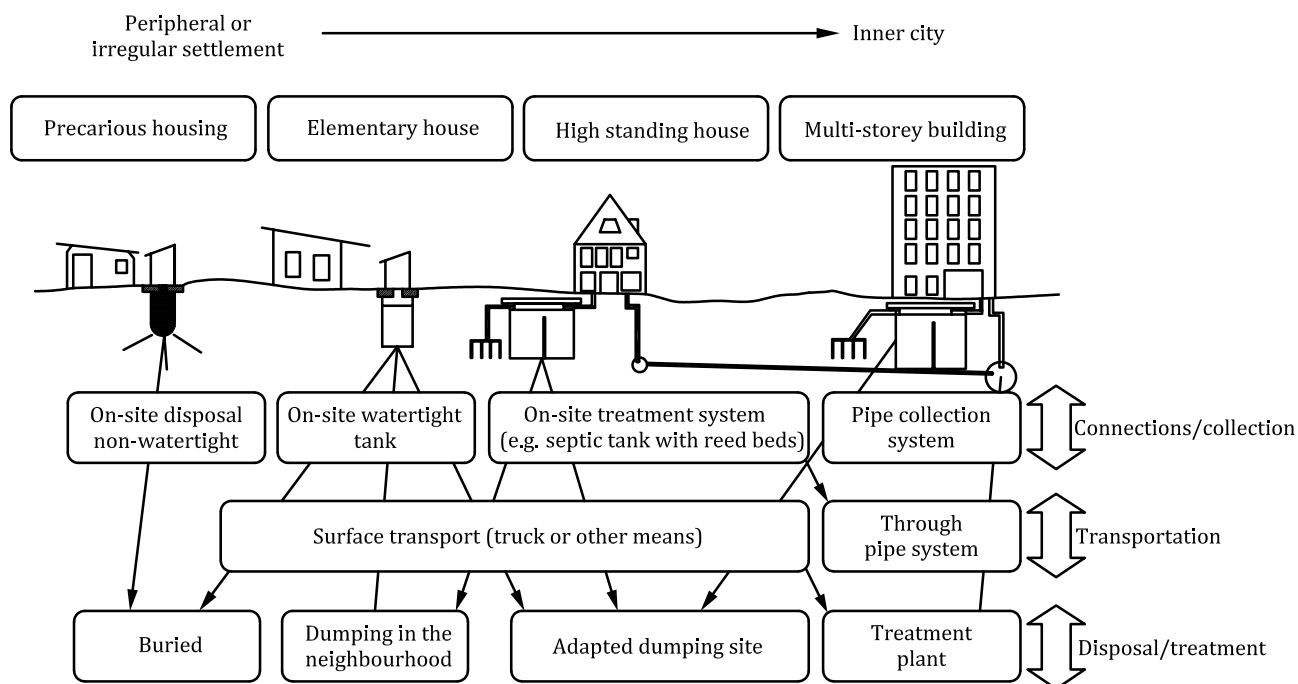 Peripheral or
irregular settlement
Inner city
Precarious housing
Elementary house
High standing house
Multi-storey building
On-site disposal
non-watertight
On-site watertight
tank
On-site treatment system
(e.g. septic tank with reed beds)
Pipe collection
system
Connections/collection
Surface transport (truck or other means)
Through
pipe system
Transportation
Buried
Dumping in the
neighbourhood
Adapted dumping site
Treatment
plant
Disposal/treatment